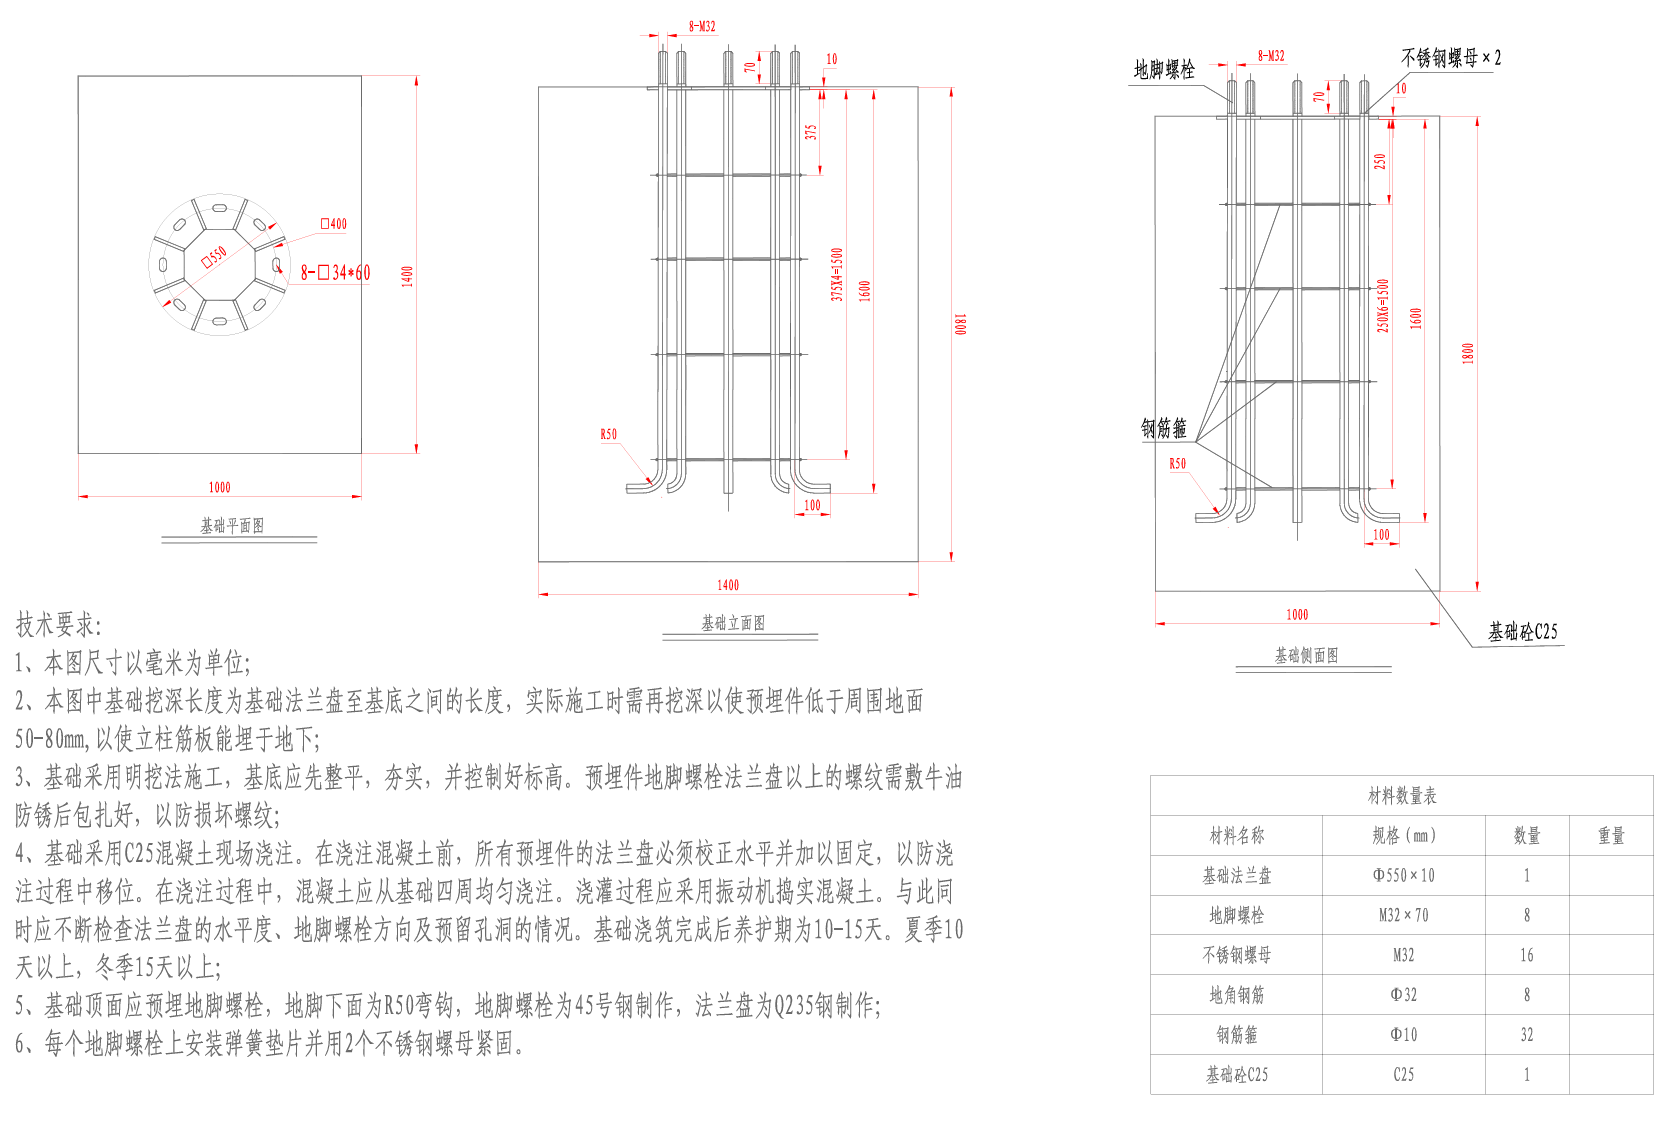 1400
1000
□400
□550
8-□34*60
基础平面图
8-M32
70
10
375
375X4=1500
1600
1800
R50
100
1400
基础立面图
地脚螺栓
8-M32
不锈钢螺母×2
70
10
250
250X6=1500
1600
1800
钢筋箍
R50
100
1000
基础砼C25
基础侧面图
技术要求:
1、本图尺寸以毫米为单位;
2、本图中基础挖深长度为基础法兰盘至基底之间的长度，实际施工时需再挖深以使预埋件低于周围地面
50-80mm,以使立柱筋板能埋于地下;
3、基础采用明挖法施工，基底应先整平，夯实，并控制好标高。预埋件地脚螺栓法兰盘以上的螺纹需敷牛油
防锈后包扎好，以防损坏螺纹;
4、基础采用C25混凝土现场浇注。在浇注混凝土前，所有预埋件的法兰盘必须校正水平并加以固定，以防浇
注过程中移位。在浇注过程中，混凝土应从基础四周均匀浇注。浇灌过程应采用振动机捣实混凝土。与此同
时应不断检查法兰盘的水平度、地脚螺栓方向及预留孔洞的情况。基础浇筑完成后养护期为10-15天。夏季10
天以上，冬季15天以上;
5、基础顶面应预埋地脚螺栓，地脚下面为R50弯钩，地脚螺栓为45号钢制作，法兰盘为Q235钢制作;
6、每个地脚螺栓上安装弹簧垫片并用2个不锈钢螺母紧固。
材料数量表
材料名称 规格(mm) 数量 重量
基础法兰盘 Φ550×10 1
地脚螺栓 M32×70 8
不锈钢螺母 M32 16
地角钢筋 Φ32 8
钢筋箍 Φ10 32
基础砼C25 C25 1